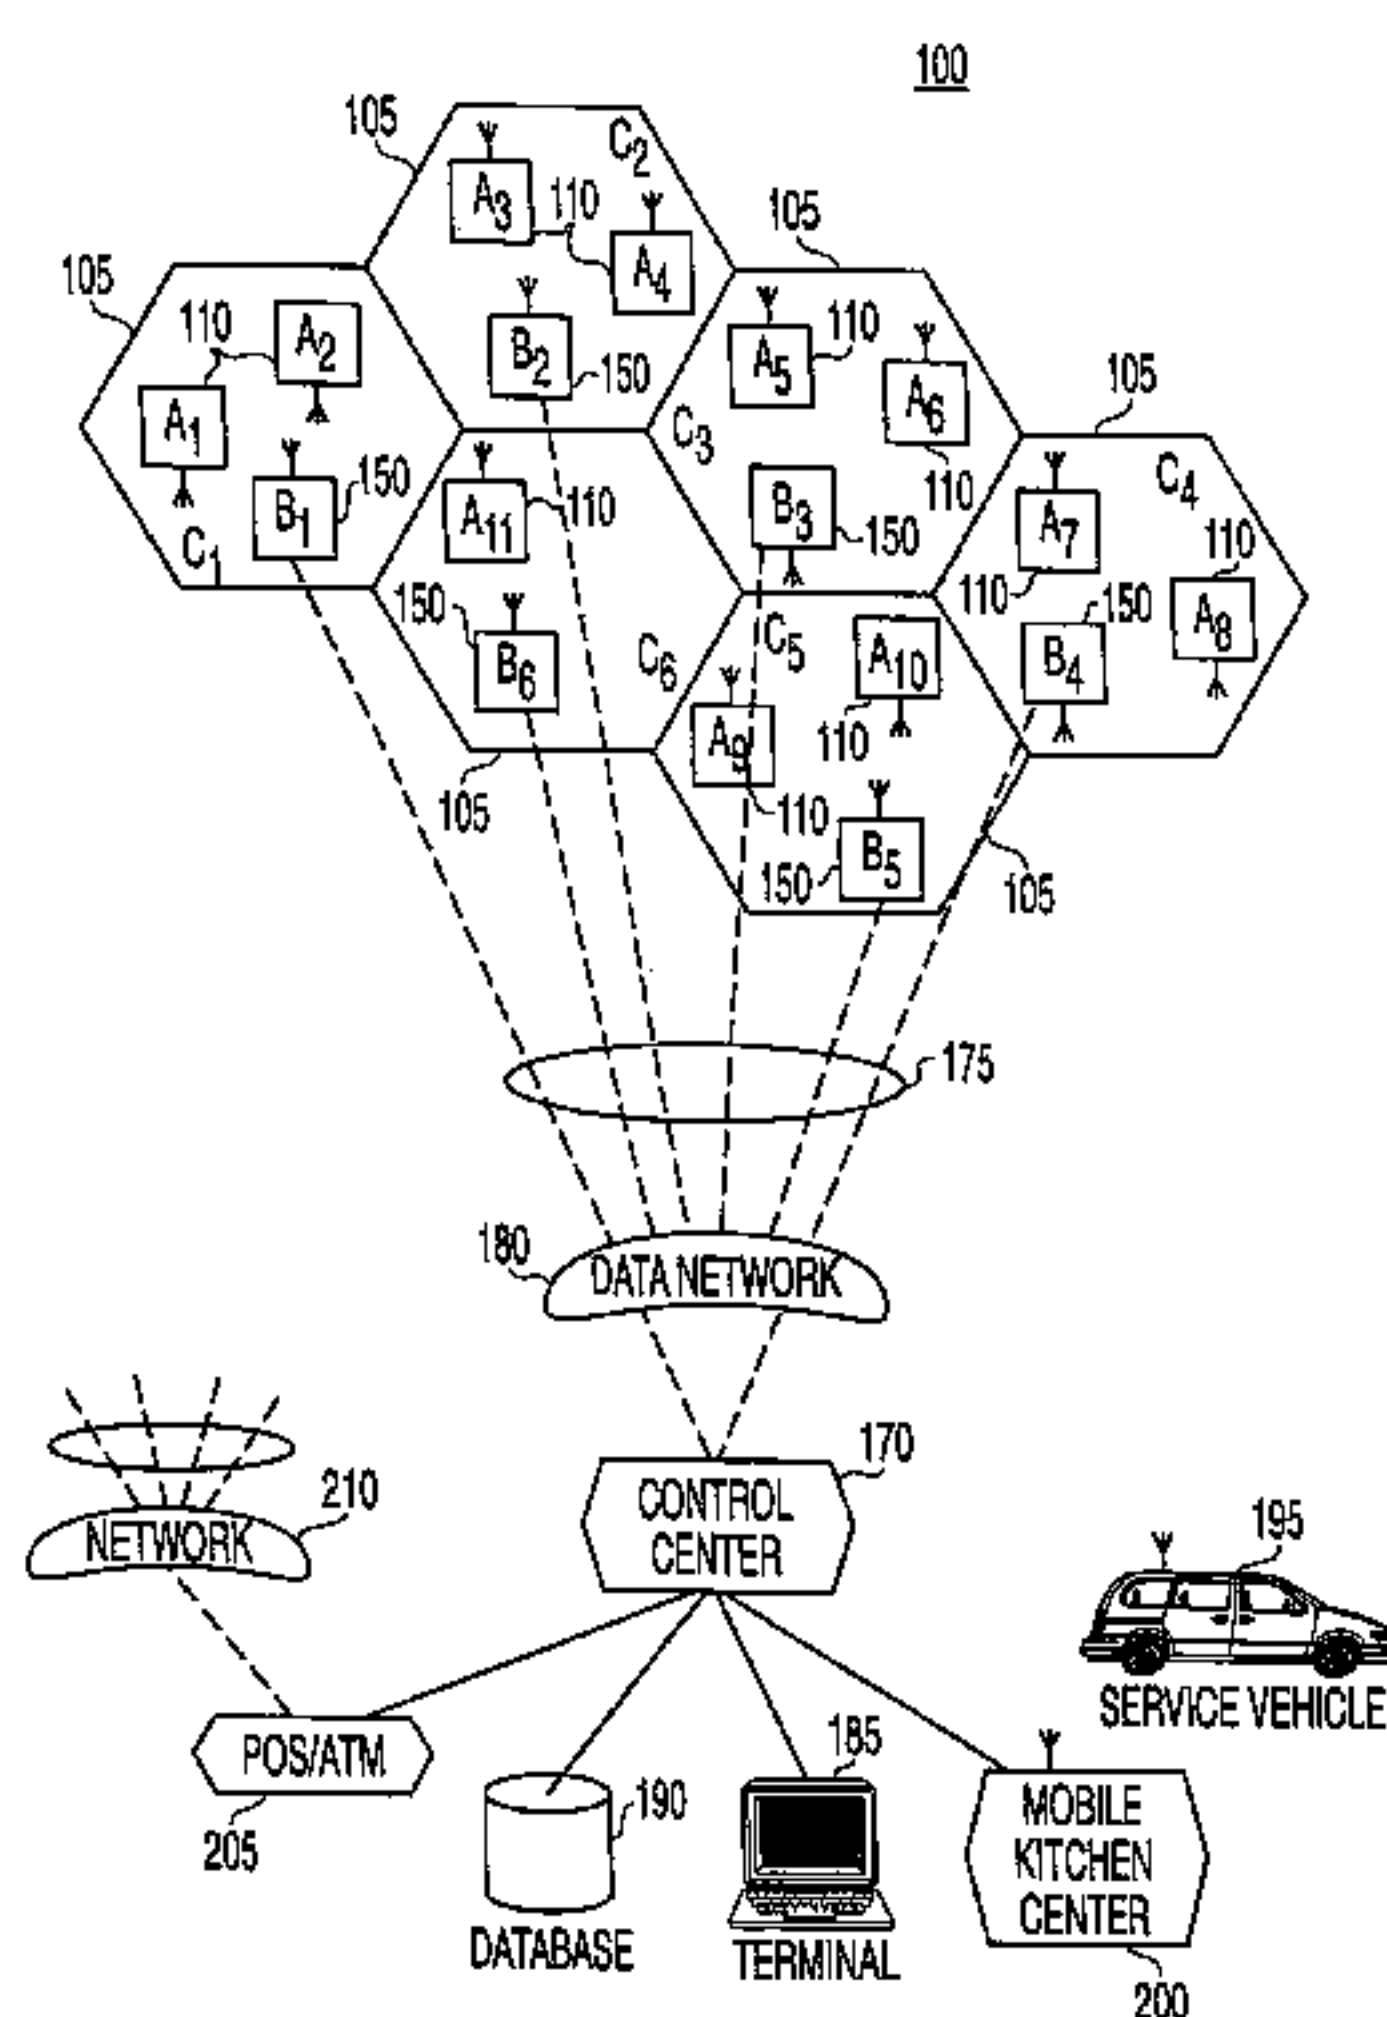 100
105
C2
A3
110
A4
105
105
110
A2
B2
150
A5
110
A6
105
A1
C3
110
C4
B1
150
A11
110
B3
150
A7
110
C1
150
B6
C6
C5
A10
110
150
B4
A8
110
A9
110
105
110
B5
150
105
175
180
DATA NETWORK
170
CONTROL
CENTER
210
NETWORK
195
SERVICE VEHICLE
POS/ATM
205
190
DATABASE
185
TERMINAL
MOBILE
KITCHEN
CENTER
200